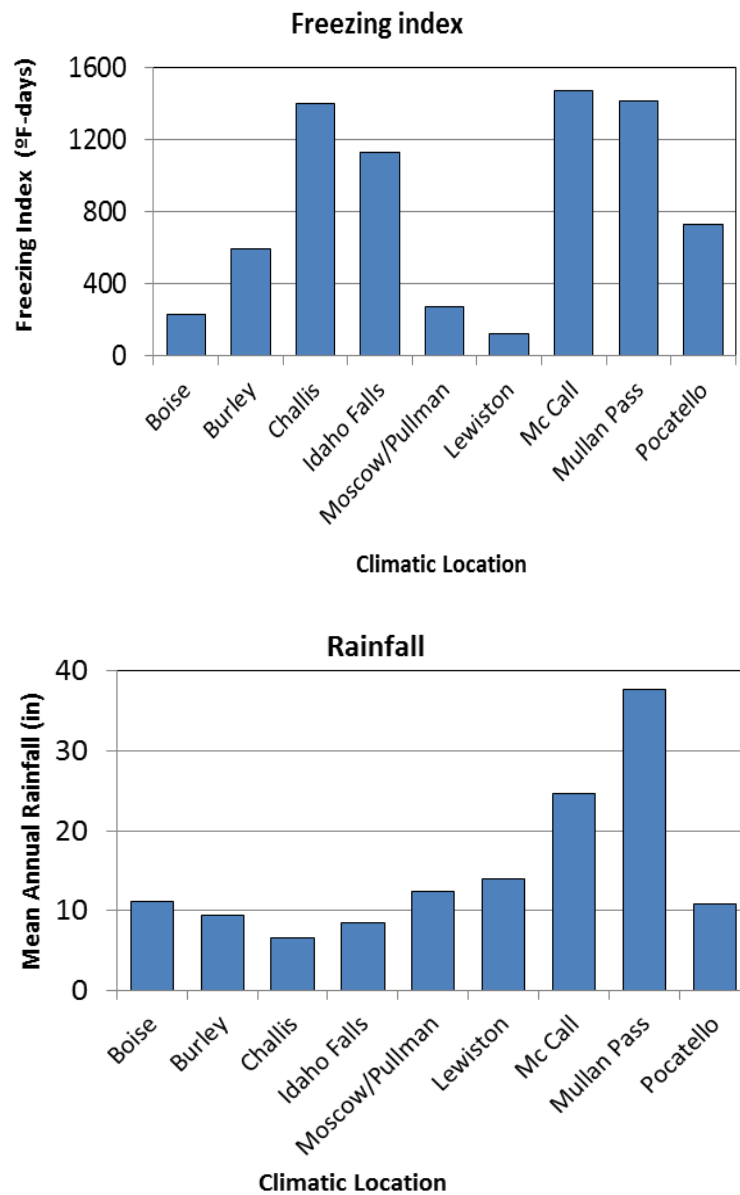 Freezing index
Freezing Index (ºF-days)
1600
1200
800
400
0
Boise
Burley
Challis
Idaho Falls
Moscow/Pullman
Lewiston
Mc Call
Mullan Pass
Pocatello
Climatic Location
Rainfall
Mean Annual Rainfall (in)
40
30
20
10
0
Boise
Burley
Challis
Idaho Falls
Moscow/Pullman
Lewiston
Mc Call
Mullan Pass
Pocatello
Climatic Location